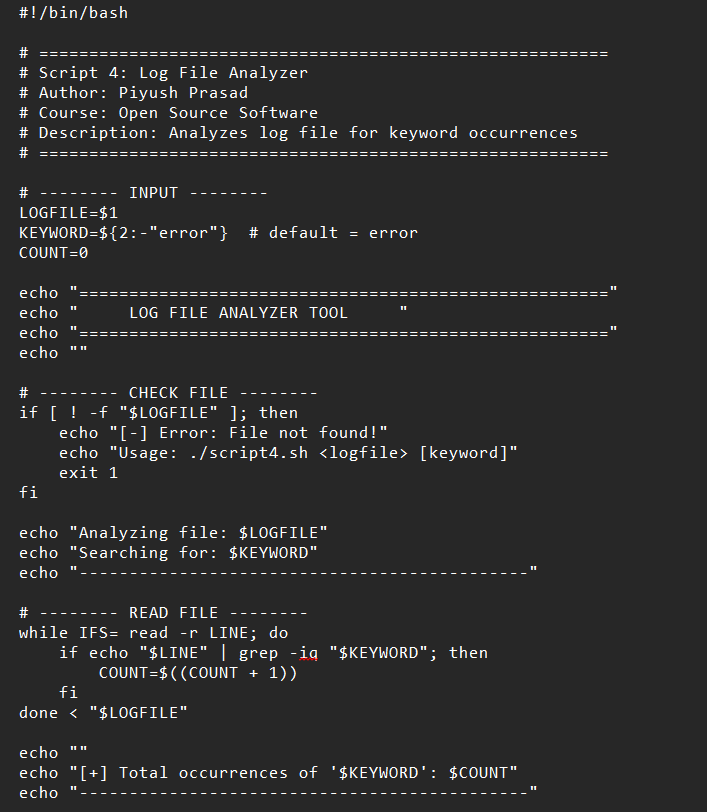 #!/bin/bash
# =========================================================
# Script 4: Log File Analyzer
# Author: Piyush Prasad
# Course: Open Source Software
# Description: Analyzes log file for keyword occurrences
# =========================================================
# -------- INPUT --------
LOGFILE=$1
KEYWORD=${2:-"error"}  # default = error
COUNT=0
echo "====================================================="
echo "     LOG FILE ANALYZER TOOL     "
echo "====================================================="
echo ""
# -------- CHECK FILE --------
if [ ! -f "$LOGFILE" ]; then
    echo "[-] Error: File not found!"
    echo "Usage: ./script4.sh <logfile> [keyword]"
    exit 1
fi
echo "Analyzing file: $LOGFILE"
echo "Searching for: $KEYWORD"
echo "---------------------------------------------"
# -------- READ FILE --------
while IFS= read -r LINE; do
    if echo "$LINE" | grep -iq "$KEYWORD"; then
        COUNT=$((COUNT + 1))
    fi
done < "$LOGFILE"
echo ""
echo "[+] Total occurrences of '$KEYWORD': $COUNT"
echo "---------------------------------------------"